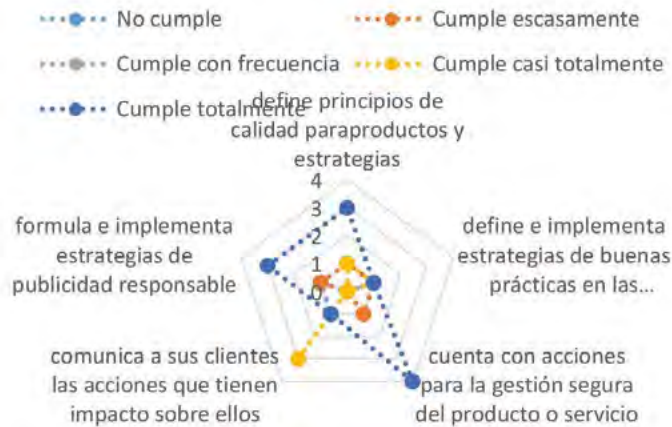 No cumple
Cumple escasamente
Cumple con frecuencia
Cumple casi totalmente
Cumple totalmente
define principios de
calidad paraproductos y
estrategias
4
3
2
1
0
formula e implementa
estrategias de
publicidad responsable
define e implementa
estrategias de buenas
prácticas en las...
comunica a sus clientes
las acciones que tienen
impacto sobre ellos
cuenta con acciones
para la gestión segura
del producto o servicio